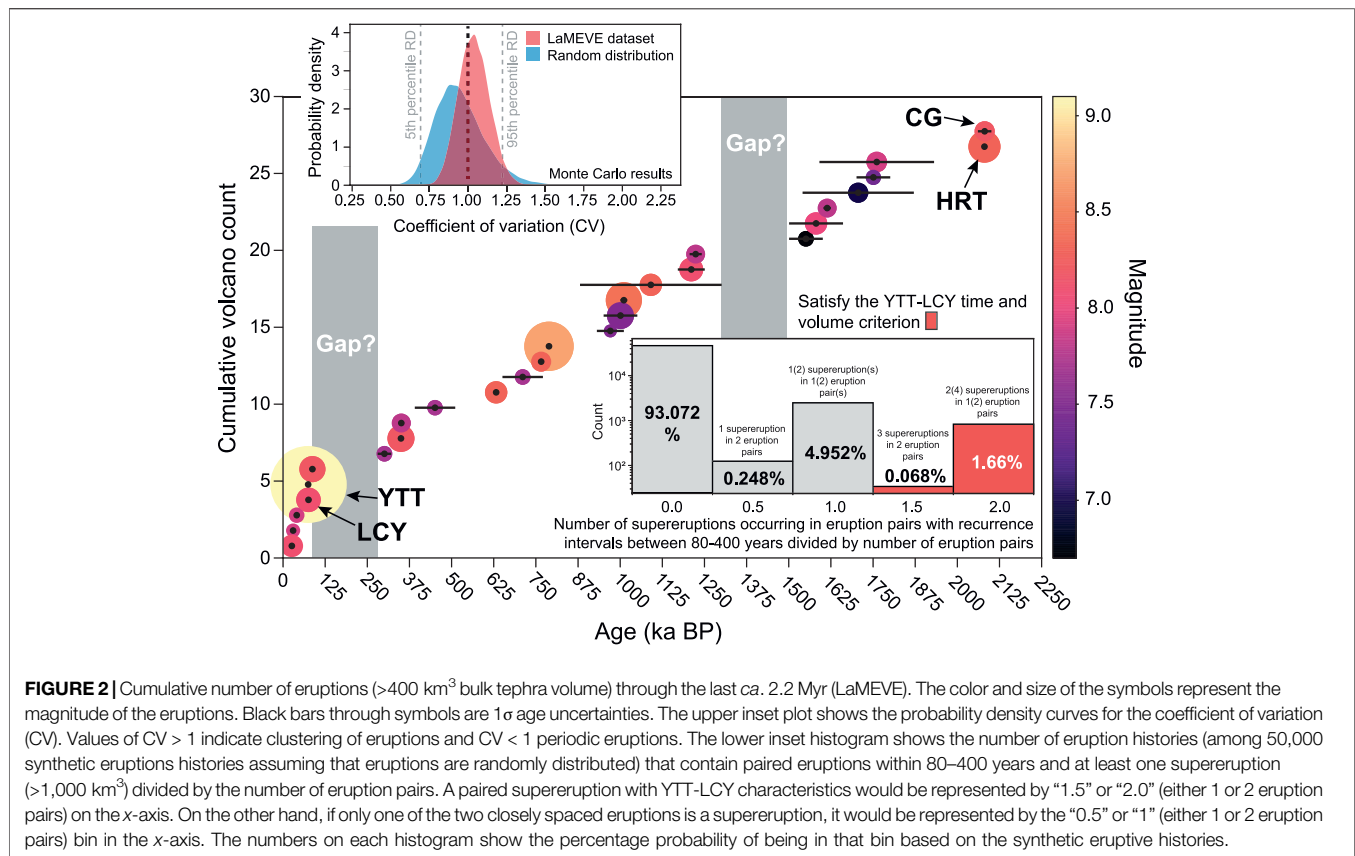 4
3
2
1
0
Probability density
5th percentile RD
95th percentile RD
LaMEVE dataset
Random distribution
Monte Carlo results
0.25 0.50 0.75 1.00 1.25 1.50 1.75 2.00 2.25
Coefficient of variation (CV)
30
25
20
15
10
5
0
Cumulative volcano count
Gap?
Gap?
CG
HRT
YTT
LCY
Satisfy the YTT-LCY time and
volume criterion
10⁴
10³
10²
Count
93.072
%
1 supereruption
in 2 eruption
pairs
0.248%
1(2) supereruption(s)
in 1(2) eruption
pair(s)
4.952%
3 supereruptions
in 2 eruption
pairs
0.068%
2(4) supereruptions
in 1(2) eruption
pairs
1.66%
0.0 0.5 1.0 1.5 2.0
Number of supereruptions occurring in eruption pairs with recurrence
intervals between 80-400 years divided by number of eruption pairs
0 125 250 375 500 625 750 875 1000 1125 1250 1375 1500 1625 1750 1875 2000 2125 2250
Age (ka BP)
9.0
8.5
8.0
7.5
7.0
Magnitude
FIGURE 2 | Cumulative number of eruptions (>400 km³ bulk tephra volume) through the last ca. 2.2 Myr (LaMEVE). The color and size of the symbols represent the
magnitude of the eruptions. Black bars through symbols are 1σ age uncertainties. The upper inset plot shows the probability density curves for the coefficient of variation
(CV). Values of CV > 1 indicate clustering of eruptions and CV < 1 periodic eruptions. The lower inset histogram shows the number of eruption histories (among 50,000
synthetic eruptions histories assuming that eruptions are randomly distributed) that contain paired eruptions within 80–400 years and at least one supereruption
(>1,000 km³) divided by the number of eruption pairs. A paired supereruption with YTT-LCY characteristics would be represented by “1.5” or “2.0” (either 1 or 2 eruption
pairs) on the x-axis. On the other hand, if only one of the two closely spaced eruptions is a supereruption, it would be represented by the “0.5” or “1” (either 1 or 2 eruption
pairs) bin in the x-axis. The numbers on each histogram show the percentage probability of being in that bin based on the synthetic eruptive histories.